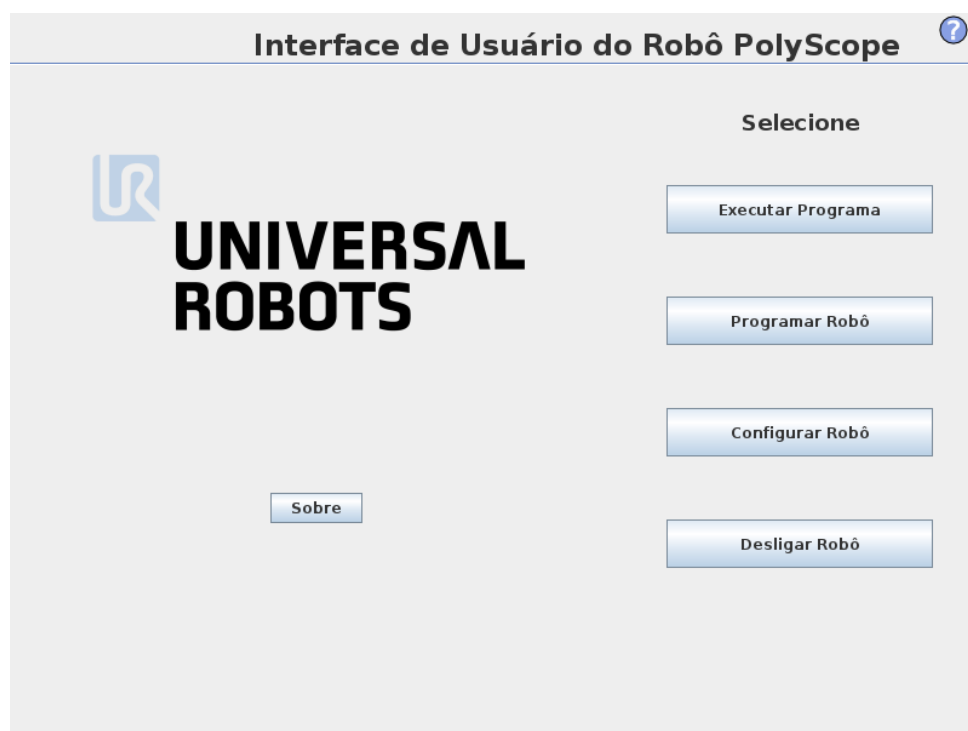 Interface de Usuário do Robô PolyScope
?
Selecione
UR
UNIVERSAL
ROBOTS
Executar Programa
Programar Robô
Configurar Robô
Sobre
Desligar Robô